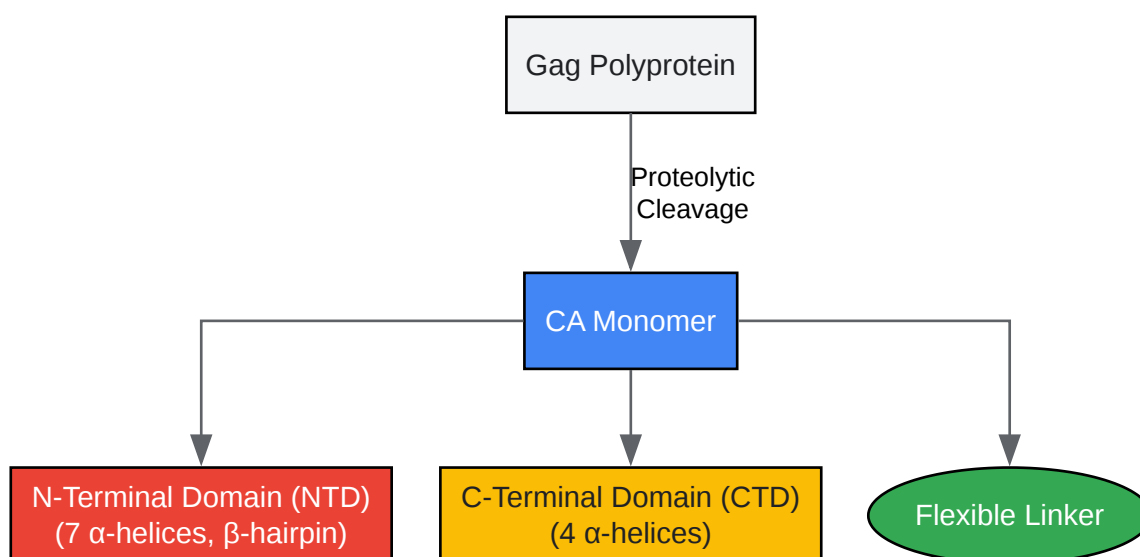 Gag Polyprotein
Proteolytic
Cleavage
CA Monomer
N-Terminal Domain (NTD)
(7 α-helices, β-hairpin)
C-Terminal Domain (CTD)
(4 α-helices)
Flexible Linker